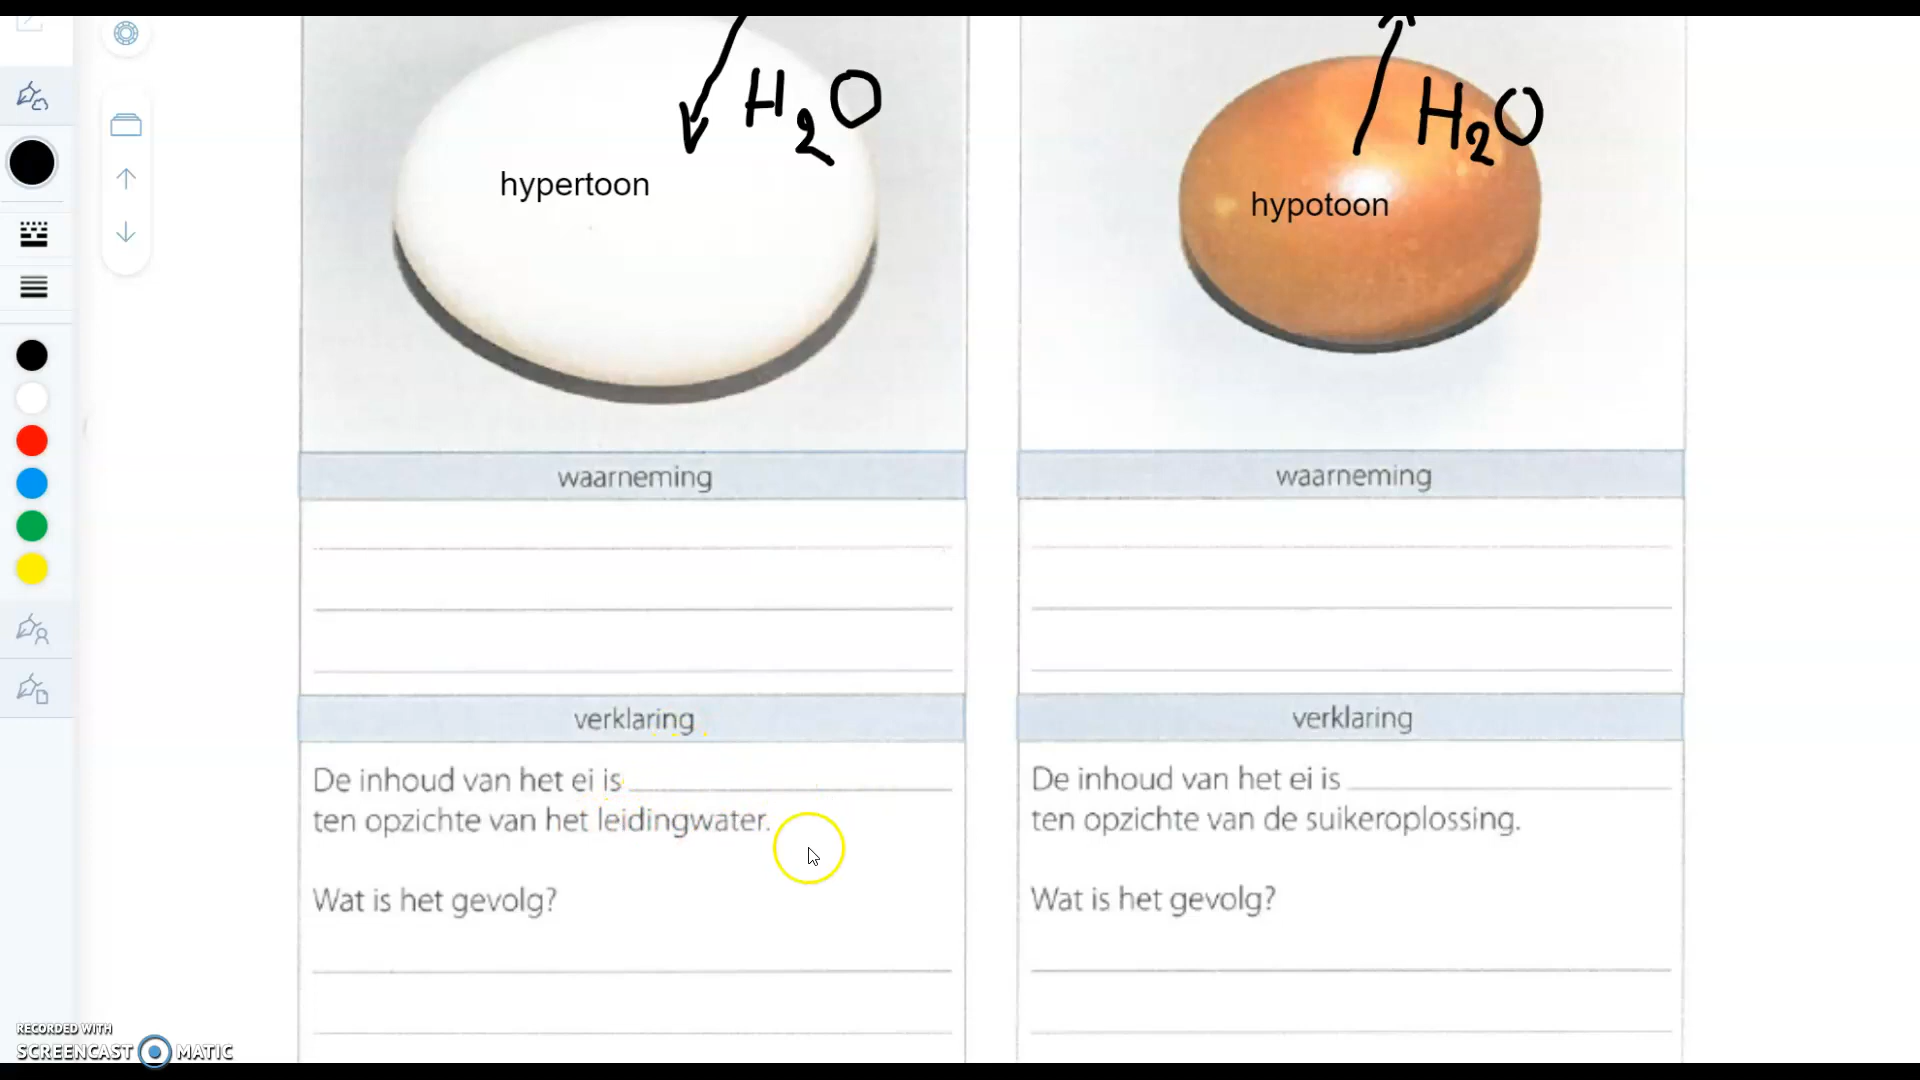 H2O
H2O
hypertoon
hypotoon
waarneming
waarneming
verklaring
verklaring
De inhoud van het ei is
ten opzichte van het leidingwater.
Wat is het gevolg?
De inhoud van het ei is
ten opzichte van de suikeroplossing.
Wat is het gevolg?
RECORDED WITH
SCREENCAST MATIC